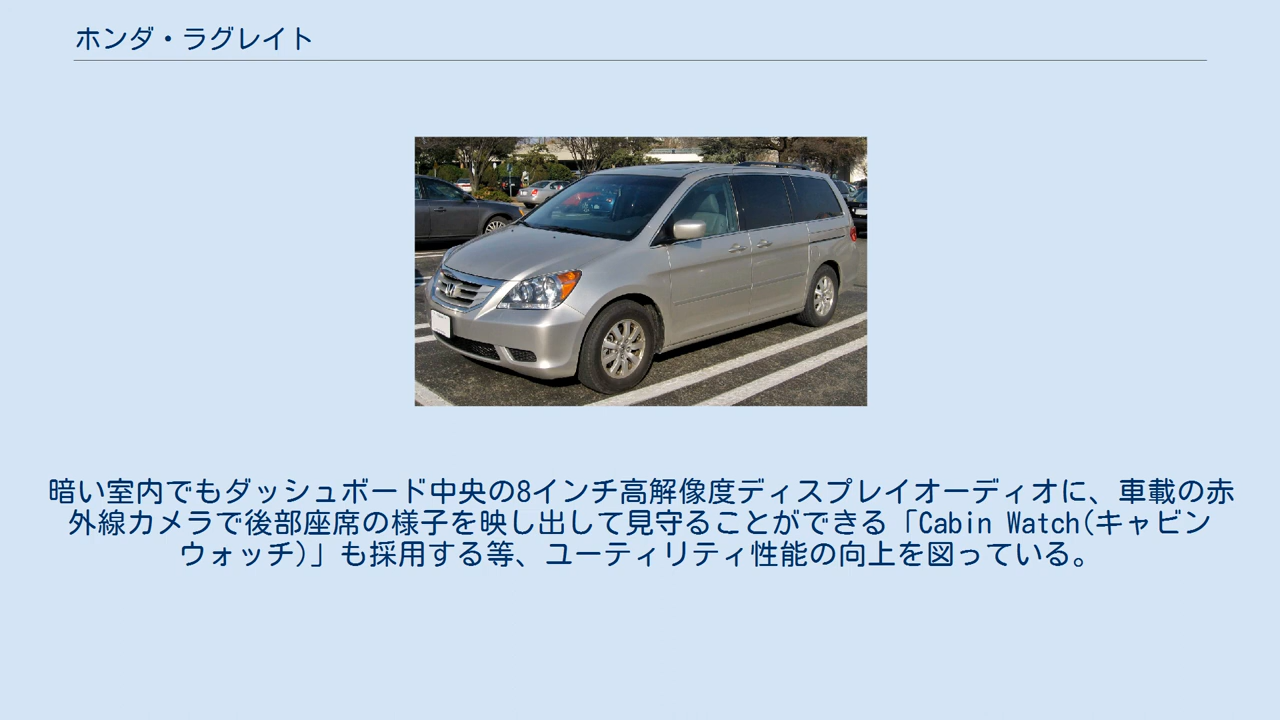 ホンダ・ラグレイト
暗い室内でもダッシュボード中央の8インチ高解像度ディスプレイオーディオに、車載の赤
外線カメラで後部座席の様子を映し出して見守ることができる「Cabin Watch(キャビン
ウォッチ)」も採用する等、ユーティリティ性能の向上を図っている。